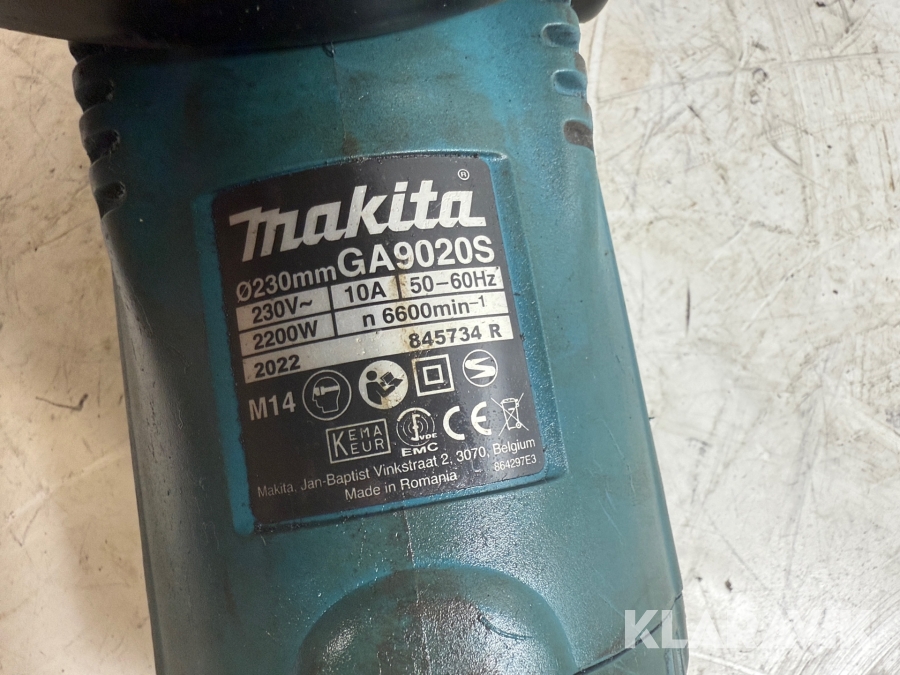 makita®
Ø230mm GA9020S
230V~ 10A 50-60Hz
2200W n 6600min⁻¹
2022 845734 R
M14
KEMA
KEUR
VDE
EMC
CE
Makita, Jan-Baptist Vinkstraat 2, 3070, Belgium
Made in Romania 864297E3